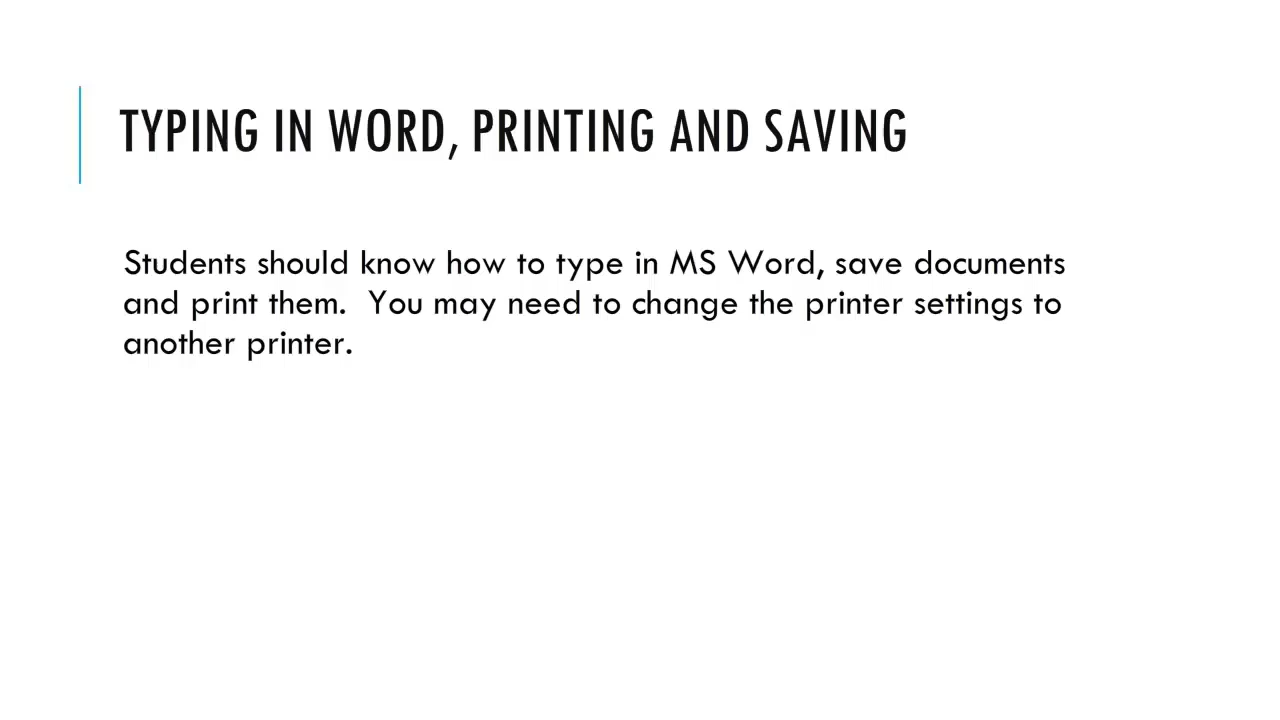 TYPING IN WORD, PRINTING AND SAVING
Students should know how to type in MS Word, save documents
and print them.  You may need to change the printer settings to
another printer.